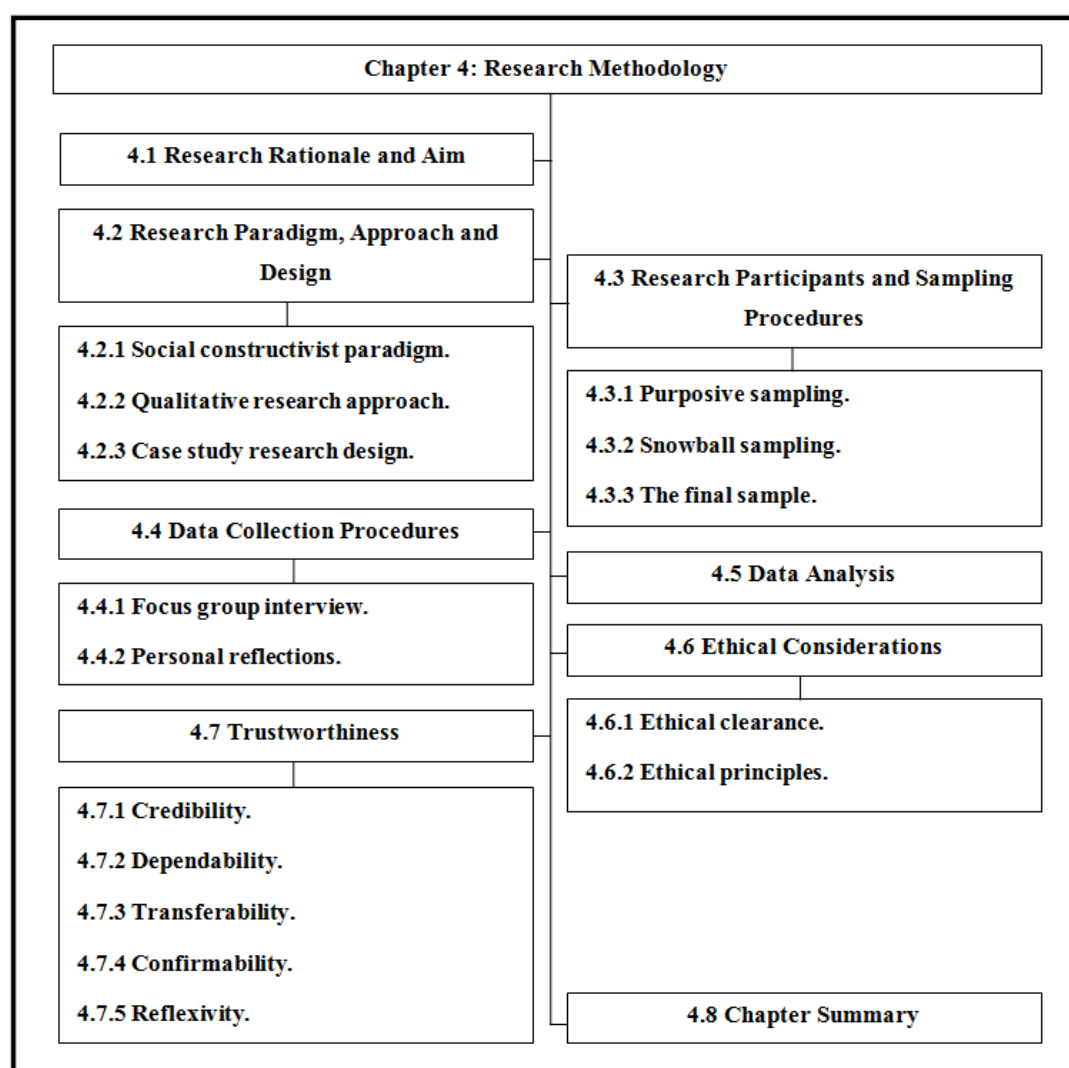 Chapter 4: Research Methodology
4.1 Research Rationale and Aim
4.2 Research Paradigm, Approach and
Design
4.2.1 Social constructivist paradigm.
4.2.2 Qualitative research approach.
4.2.3 Case study research design.
4.3 Research Participants and Sampling
Procedures
4.3.1 Purposive sampling.
4.3.2 Snowball sampling.
4.3.3 The final sample.
4.4 Data Collection Procedures
4.4.1 Focus group interview.
4.4.2 Personal reflections.
4.5 Data Analysis
4.6 Ethical Considerations
4.6.1 Ethical clearance.
4.6.2 Ethical principles.
4.7 Trustworthiness
4.7.1 Credibility.
4.7.2 Dependability.
4.7.3 Transferability.
4.7.4 Confirmability.
4.7.5 Reflexivity.
4.8 Chapter Summary